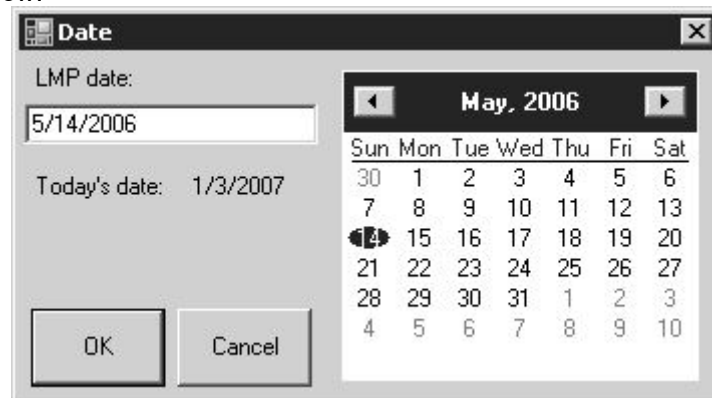 Date
LMP date:
5/14/2006
Today's date: 1/3/2007
OK Cancel
May, 2006
Sun Mon Tue Wed Thu Fri Sat
30 1 2 3 4 5 6
7 8 9 10 11 12 13
14 15 16 17 18 19 20
21 22 23 24 25 26 27
28 29 30 31 1 2 3
4 5 6 7 8 9 10